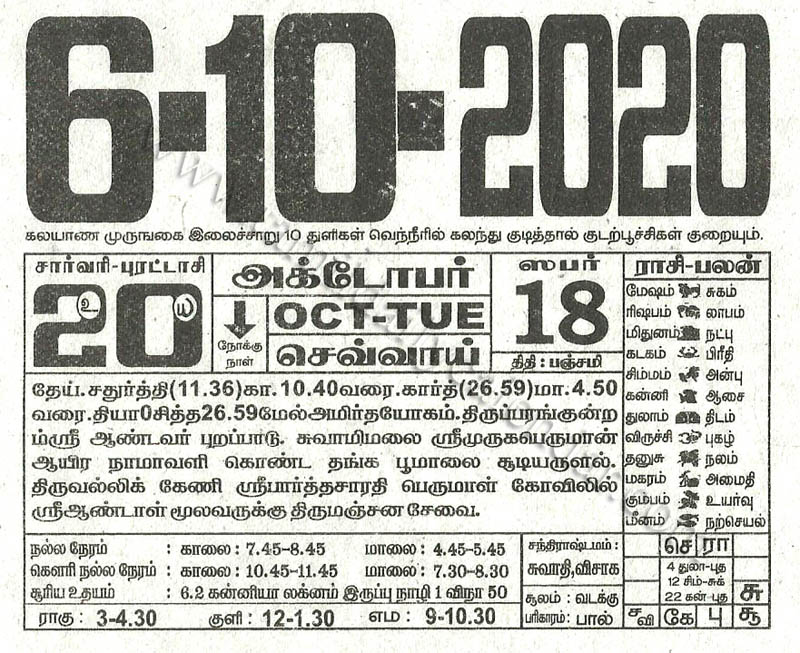 6-10-2020
கலயாண முருஙகை இலைச்சாறு 10 துளிகள் வெந்நீரில் கலந்து குடித்தால் குடற்பூச்சிகள் குறையும்.
சார்வரி-புரட்டாசி
20
உ ய
அக்டோபர்
நோக்கு
நாள்
OCT-TUE
செவ்வாய்
ஸபர்
18
திதி : பஞ்சமி
ராசி-பலன்
மேஷம் சுகம்
ரிஷபம் லாபம்
மிதுனம் நட்பு
கடகம் பிரீதி
சிம்மம் அன்பு
கன்னி ஆசை
துலாம் திடம்
விருச்சி புகழ்
தனுசு நலம்
மகரம் அமைதி
கும்பம் உயர்வு
மீனம் நற்செயல்
தேய்.சதுர்த்தி(11.36)கா.10.40வரை.கார்த்(26.59)மா.4.50
வரை.தியா0சித்த26.59மேல்அமிர்தயோகம்.திருப்பரங்குன்ற
ம்ஸ்ரீ ஆண்டவர் புறப்பாடு. சுவாமிமலை ஸ்ரீமுருகபெருமான்
ஆயிர நாமாவளி கொண்ட தங்க பூமாலை சூடியருளல்.
திருவல்லிக் கேணி ஸ்ரீபார்த்தசாரதி பெருமாள் கோவிலில்
ஸ்ரீஆண்டாள் மூலவருக்கு திருமஞ்சன சேவை.
நல்ல நேரம் : காலை : 7.45-8.45 மாலை : 4.45-5.45
கௌரி நல்ல நேரம் : காலை : 10.45-11.45 மாலை : 7.30-8.30
சூரிய உதயம் : 6.2 கன்னியா லக்னம் இருப்பு நாழி 1 விநா 50
ராகு : 3-4.30 குளி : 12-1.30 எம : 9-10.30
சந்திராஷ்டமம் :
சுவாதி,விசாக
சூலம் : வடக்கு
பரிகாரம் : பால்
செ ரா
4 துலா-புத
12 சிம்-சுக்
22 கன்-புத
சு
சவி கே பு சூ